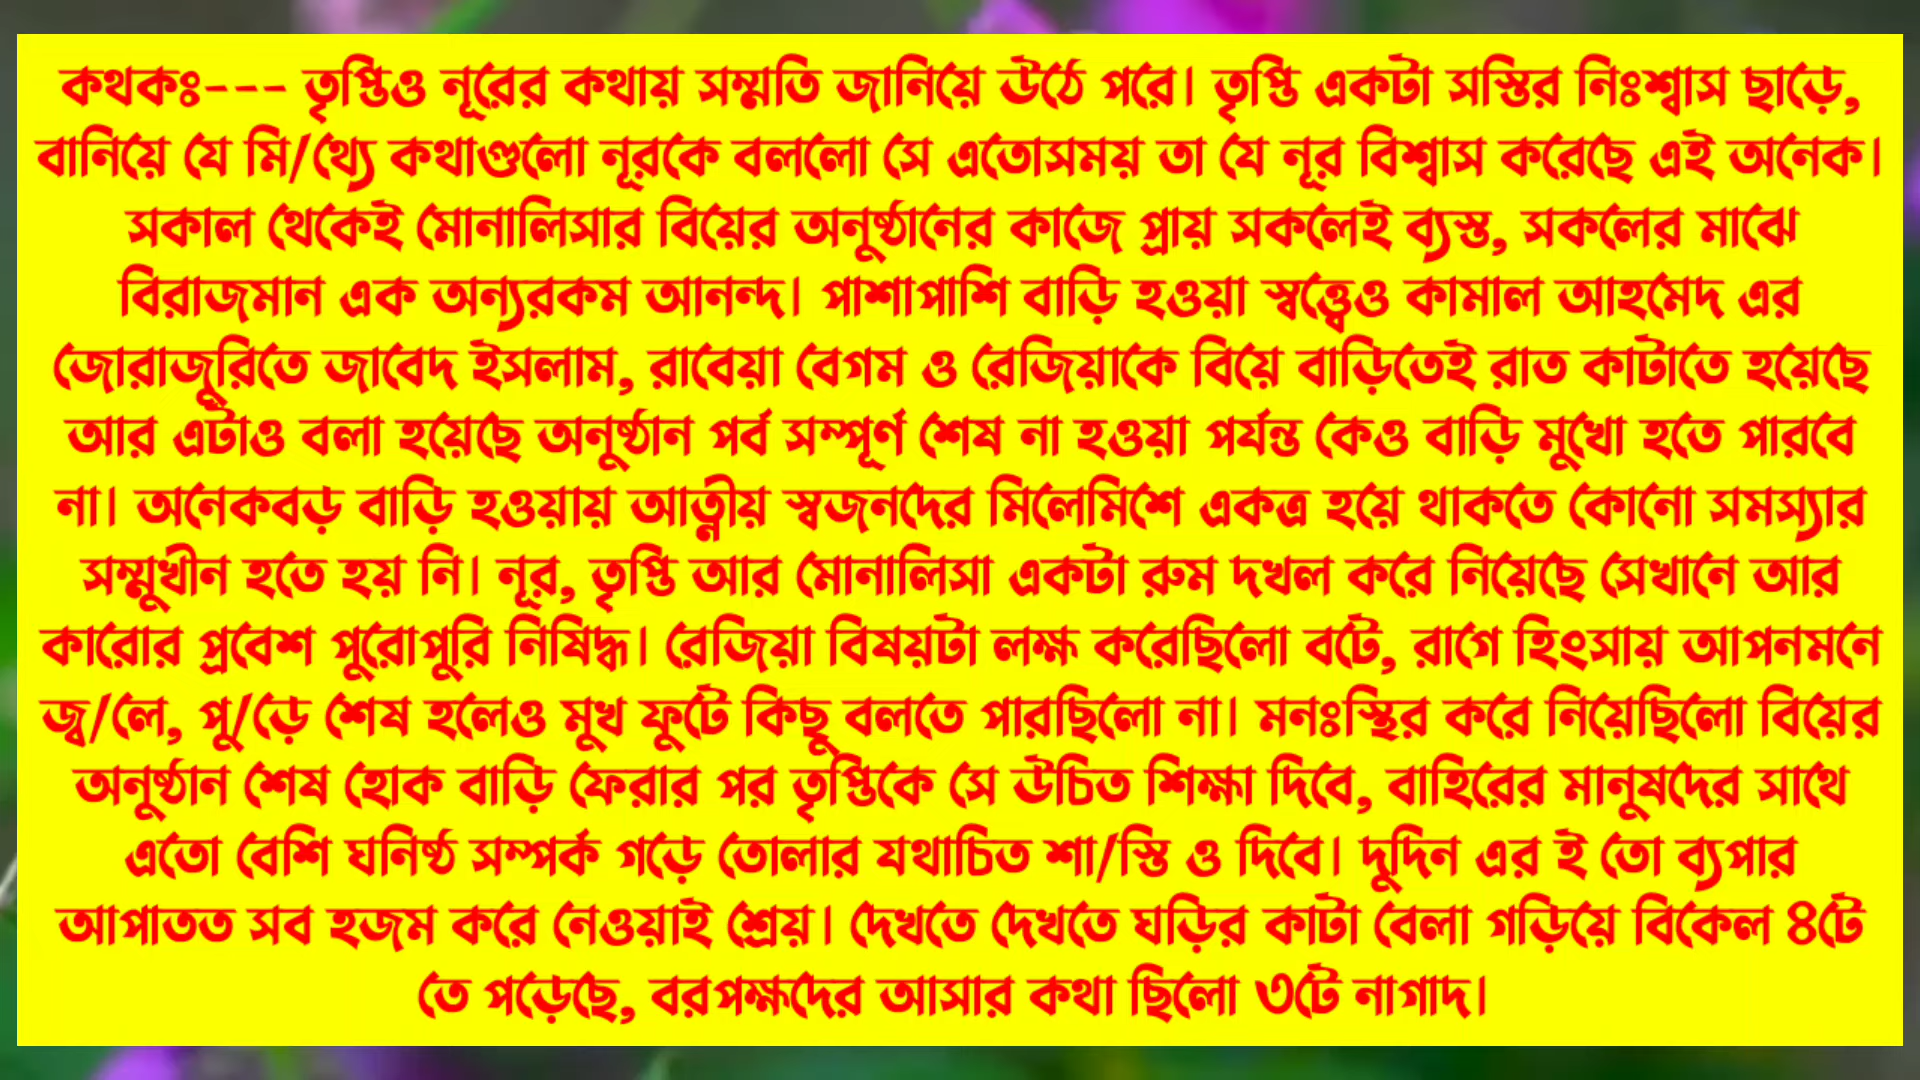 কথকঃ--- তৃপ্তিও নূরের কথায় সম্মতি জানিয়ে উঠে পরে। তৃপ্তি একটা সস্তির নিঃশ্বাস ছাড়ে,
বানিয়ে যে মি/থ্যে কথাগুলো নূরকে বললো সে এতোসময় তা যে নূর বিশ্বাস করেছে এই অনেক।
সকাল থেকেই মোনালিসার বিয়ের অনুষ্ঠানের কাজে প্রায় সকলেই ব্যস্ত, সকলের মাঝে
বিরাজমান এক অন্যরকম আনন্দ। পাশাপাশি বাড়ি হওয়া স্বত্ত্বেও কামাল আহমেদ এর
জোরাজুরিতে জাবেদ ইসলাম, রাবেয়া বেগম ও রেজিয়াকে বিয়ে বাড়িতেই রাত কাটাতে হয়েছে
আর এটাও বলা হয়েছে অনুষ্ঠান পর্ব সম্পূর্ণ শেষ না হওয়া পর্যন্ত কেও বাড়ি মুখো হতে পারবে
না। অনেকবড় বাড়ি হওয়ায় আত্নীয় স্বজনদের মিলেমিশে একত্র হয়ে থাকতে কোনো সমস্যার
সম্মুখীন হতে হয় নি। নূর, তৃপ্তি আর মোনালিসা একটা রুম দখল করে নিয়েছে সেখানে আর
কারোর প্রবেশ পুরোপুরি নিষিদ্ধ। রেজিয়া বিষয়টা লক্ষ করেছিলো বটে, রাগে হিংসায় আপনমনে
জ্ব/লে, পু/ড়ে শেষ হলেও মুখ ফুটে কিছু বলতে পারছিলো না। মনঃস্থির করে নিয়েছিলো বিয়ের
অনুষ্ঠান শেষ হোক বাড়ি ফেরার পর তৃপ্তিকে সে উচিত শিক্ষা দিবে, বাহিরের মানুষদের সাথে
এতো বেশি ঘনিষ্ঠ সম্পর্ক গড়ে তোলার যথাচিত শা/স্তি ও দিবে। দুদিন এর ই তো ব্যপার
আপাতত সব হজম করে নেওয়াই শ্রেয়। দেখতে দেখতে ঘড়ির কাটা বেলা গড়িয়ে বিকেল ৪টে
তে পড়েছে, বরপক্ষদের আসার কথা ছিলো ৩টে নাগাদ।